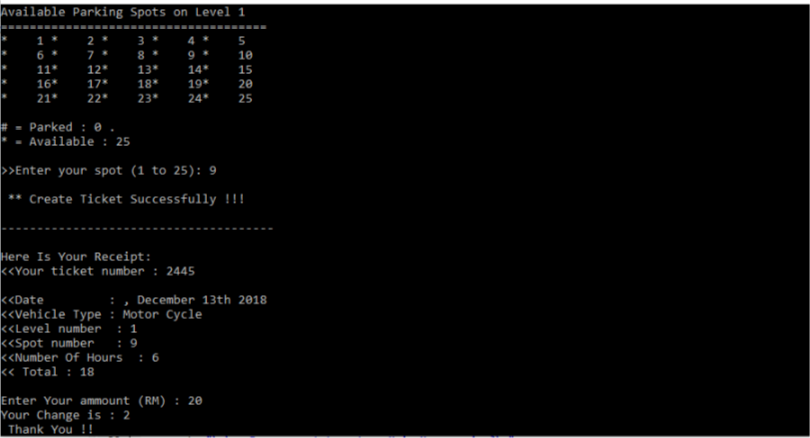 Available Parking Spots on Level 1
=====================================
*    1 *    2 *    3 *    4 *    5
*    6 *    7 *    8 *    9 *    10
*    11*    12*    13*    14*    15
*    16*    17*    18*    19*    20
*    21*    22*    23*    24*    25
# = Parked : 0 .
* = Available : 25
>>Enter your spot (1 to 25): 9
** Create Ticket Successfully !!!
--------------------------------------
Here Is Your Receipt:
<<Your ticket number : 2445
<<Date         : , December 13th 2018
<<Vehicle Type : Motor Cycle
<<Level number  : 1
<<Spot number   : 9
<<Number Of Hours  : 6
<< Total : 18
Enter Your ammount (RM) : 20
Your Change is : 2
Thank You !!